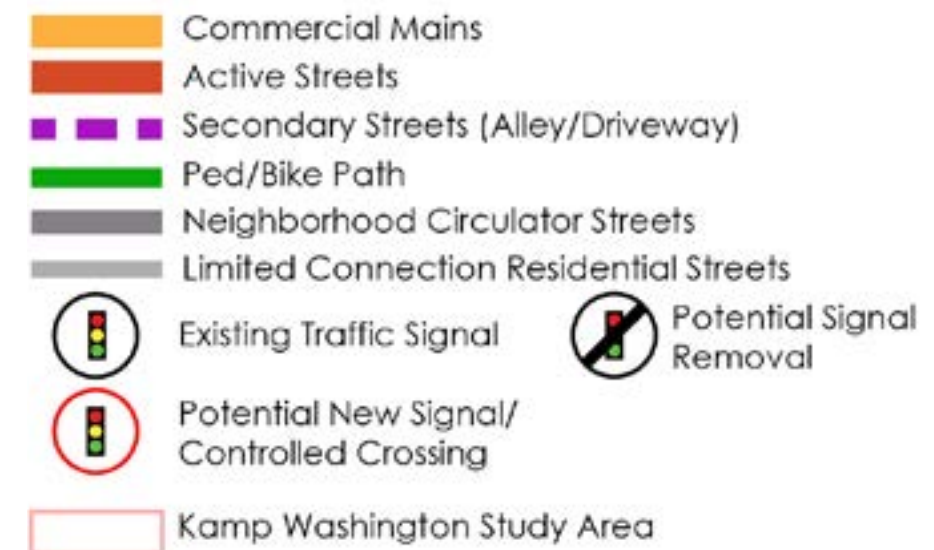 Commercial Mains
Active Streets
Secondary Streets (Alley/Driveway)
Ped/Bike Path
Neighborhood Circulator Streets
Limited Connection Residential Streets
Existing Traffic Signal
Potential Signal
Removal
Potential New Signal/
Controlled Crossing
Kamp Washington Study Area